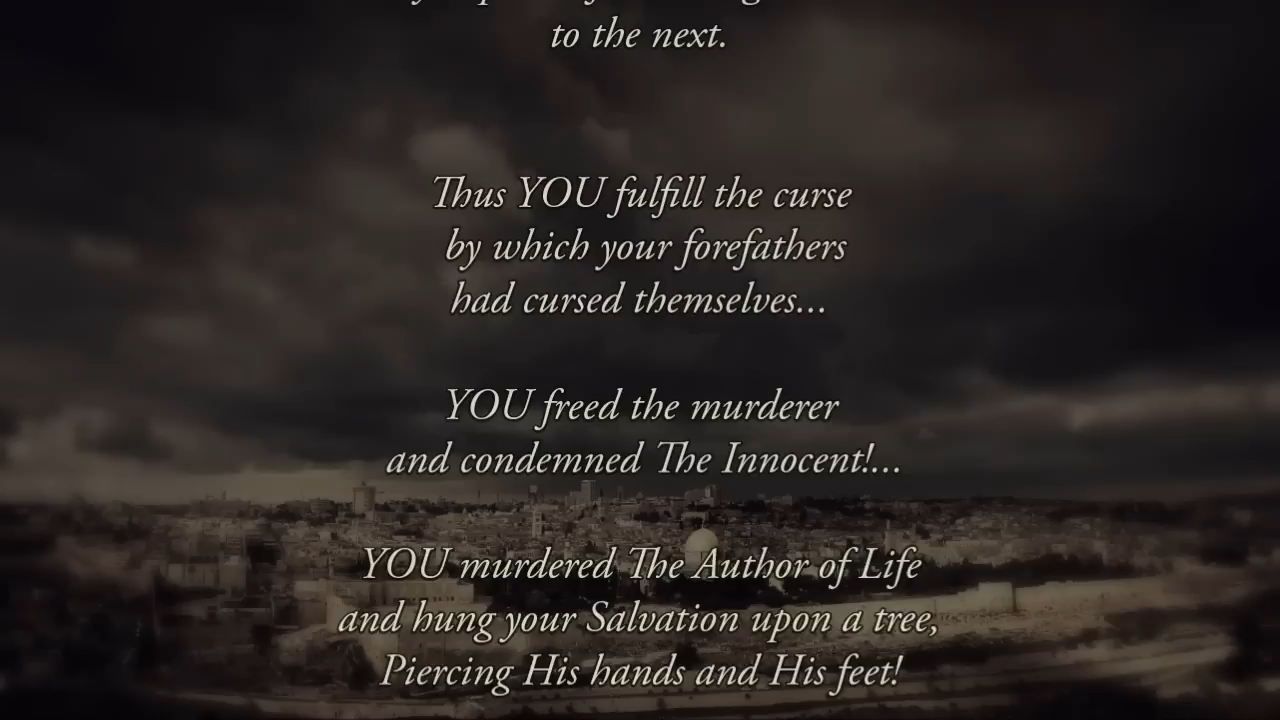 to the next.
Thus YOU fulfill the curse
by which your forefathers
had cursed themselves...
YOU freed the murderer
and condemned The Innocent!...
YOU murdered The Author of Life
and hung your Salvation upon a tree,
Piercing His hands and His feet!